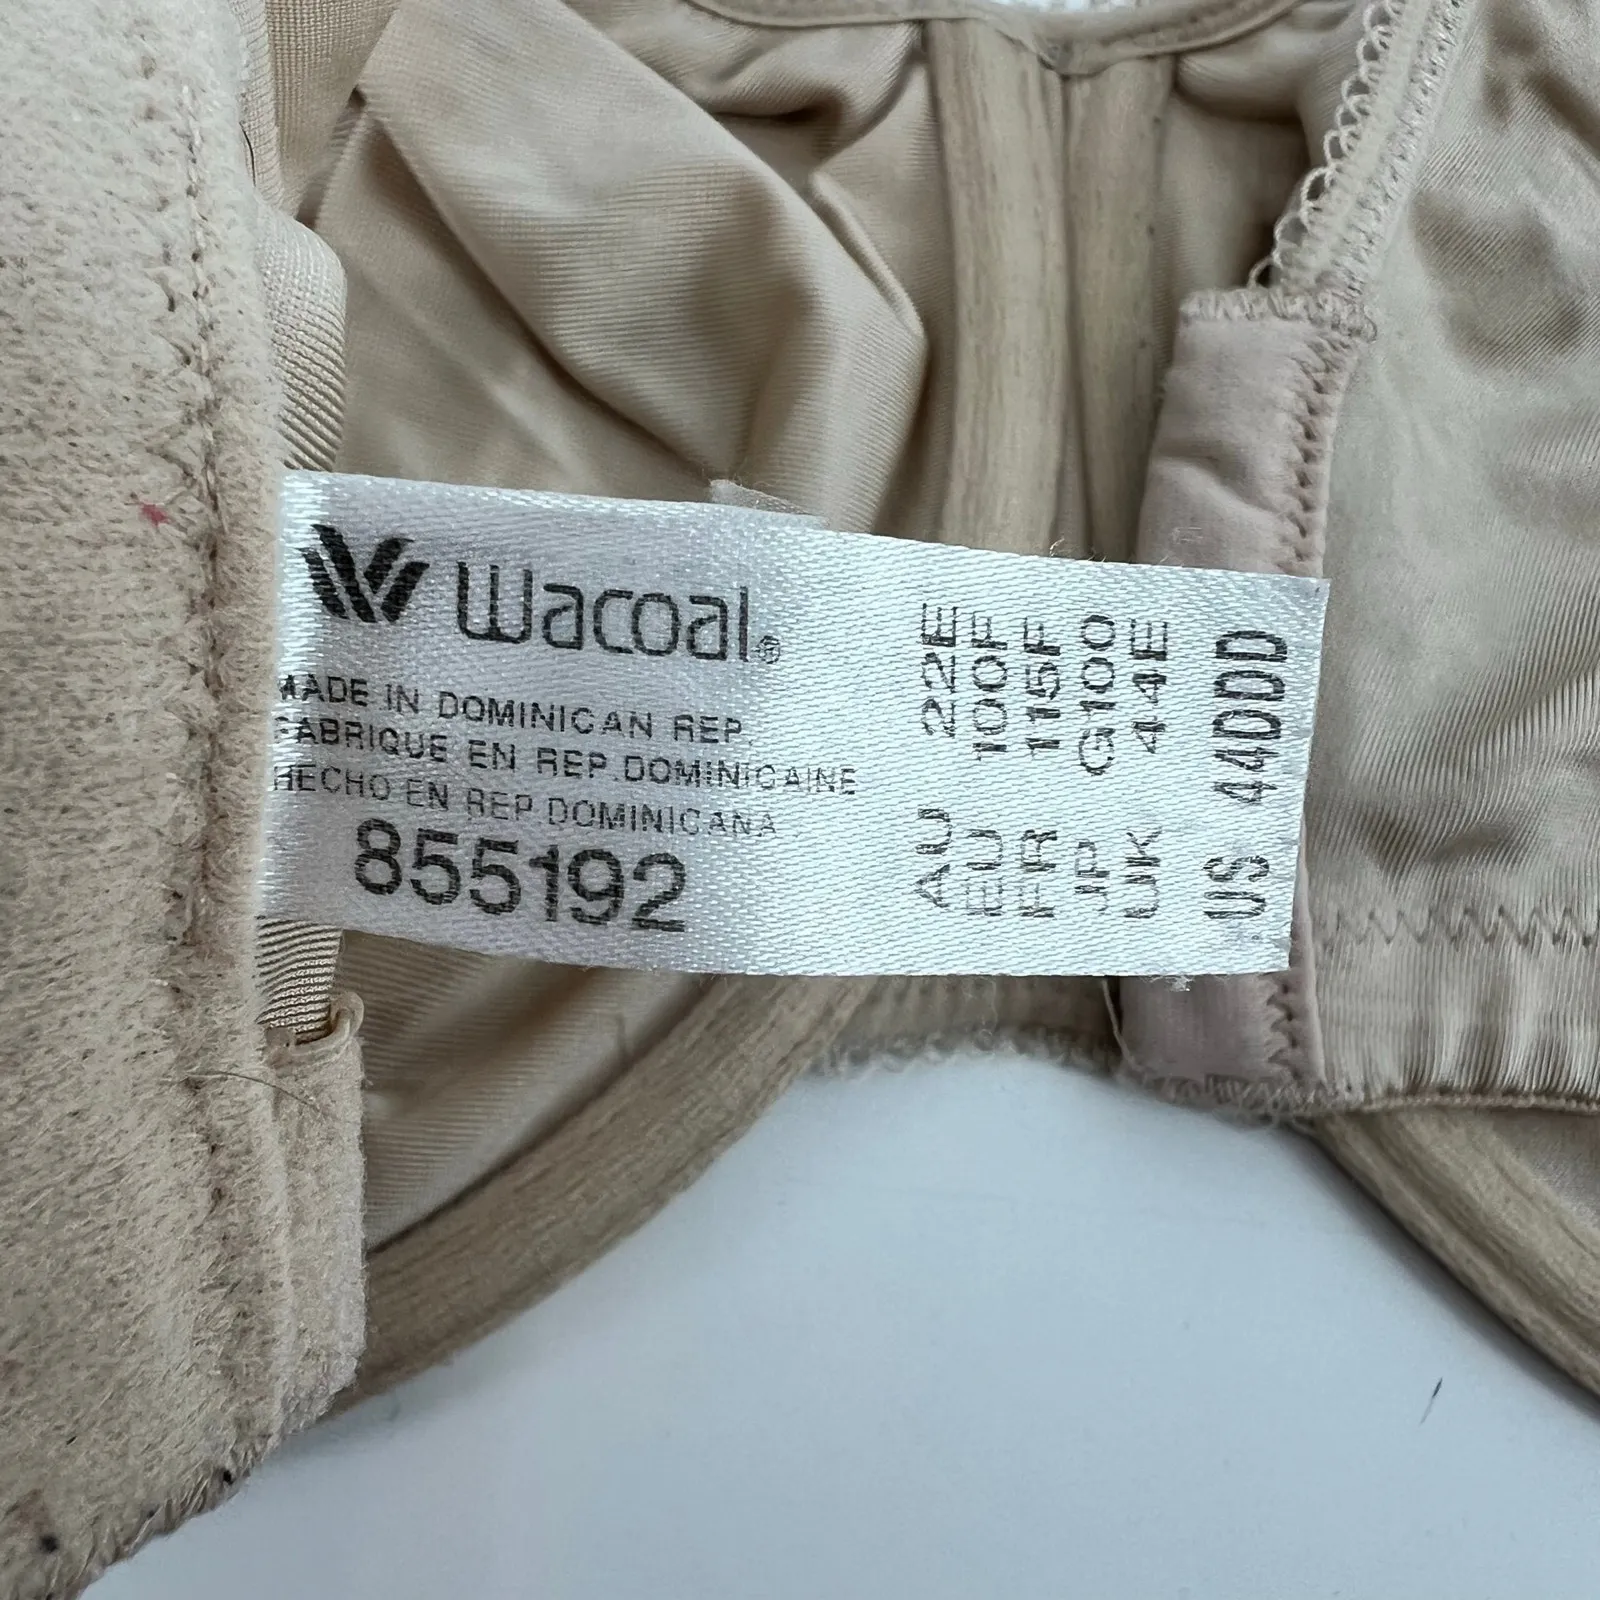 Wacoal®
MADE IN DOMINICAN REP.
FABRIQUE EN REP.DOMINICAINE
HECHO EN REP DOMINICANA
855192
AU 22E
EU 100F
FR 115F
JP G100
UK 44E
US 44DDD